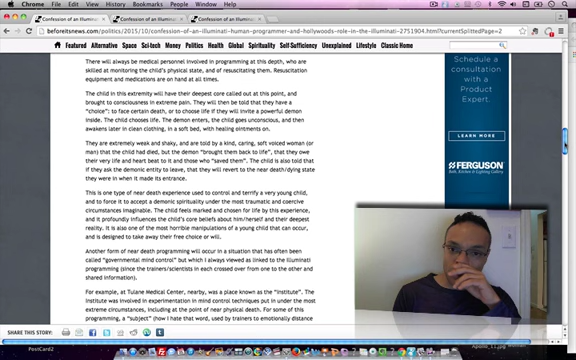 Chrome File Edit View History Bookmarks People Window Help
Confession of an Illuminati
Confession of an Illuminati
Confession of an Illuminati
beforeitsnews.com/politics/2015/10/confession-of-an-illuminati-human-programmer-and-hollywoods-role-in-the-illuminati-2751904.html?currentSplittedPage=2
Featured Alternative Space Sci-tech Money Politics Health Global Spirituality Self-Sufficiency Unexplained Lifestyle Classic Home
There will always be medical personnel involved in programming at this depth, who
are skilled at monitoring the child's physical state, and of resuscitating them. Resuscitation
equipment and medications are on hand at all times.
The child in this extremity will have their deepest core called out at this point, and
brought to consciousness in extreme pain. They will then be told that they have a
"choice": to face certain death, or to choose life if they will invite a powerful demon
inside. The child chooses life. The demon enters, the child goes unconscious, and then
awakens later in clean clothing, in a soft bed, with healing ointments on.
They are extremely weak and shaky, and are told by a kind, caring, soft voiced woman (or
man) that the child had died, but the demon "brought them back to life", that they owe
their very life and heart beat to it and those who "saved them". The child is also told that
if they ask the demonic entity to leave, that they will revert to the near death/dying state
they were in when it made its entrance.
This is one type of near death experience used to control and terrify a very young child,
and to force it to accept a demonic spirituality under the most traumatic and coercive
circumstances imaginable. The child feels marked and chosen for life by this experience,
and it profoundly influences the child's core beliefs about him/herself and their deepest
reality. It is also one of the most horrible manipulations of a young child that can occur,
and is designed to take away their free choice or will.
Another form of near death programming will occur in a situation that has often been
called "governmental mind control" but which I always viewed as linked to the Illuminati
programming (since the trainers/scientists in each crossed over from one to the other and
shared information).
For example, at Tulane Medical Center, nearby, was a place known as the "Institute". The
Institute was involved in experimentation in mind control techniques put in under the most
extreme circumstances, including at the point of near physical death. For some of this
programming, a "subject" (how I hate that word, used by trainers to emotionally distance
Schedule
a consultation
with a
Product
Expert.
LEARN MORE
FERGUSON
Bath, Kitchen & Lighting Gallery
SHARE THIS STORY:
PostCard2
Apollo_11.jpg